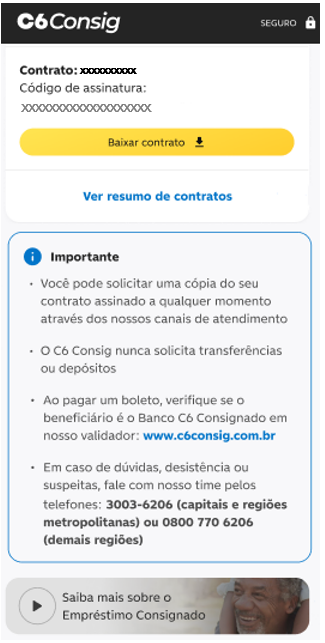 C6Consig
SEGURO
Contrato: xxxxxxxxxx
Código de assinatura:
XXXXXXXXXXXXXXXXXXXXX
Baixar contrato
Ver resumo de contratos
Importante
• Você pode solicitar uma cópia do seu
contrato assinado a qualquer momento
através dos nossos canais de atendimento
• O C6 Consig nunca solicita transferências
ou depósitos
• Ao pagar um boleto, verifique se o
beneficiário é o Banco C6 Consignado em
nosso validador: www.c6consig.com.br
• Em caso de dúvidas, desistência ou
suspeitas, fale com nosso time pelos
telefones: 3003-6206 (capitais e regiões
metropolitanas) ou 0800 770 6206
(demais regiões)
Saiba mais sobre o
Empréstimo Consignado